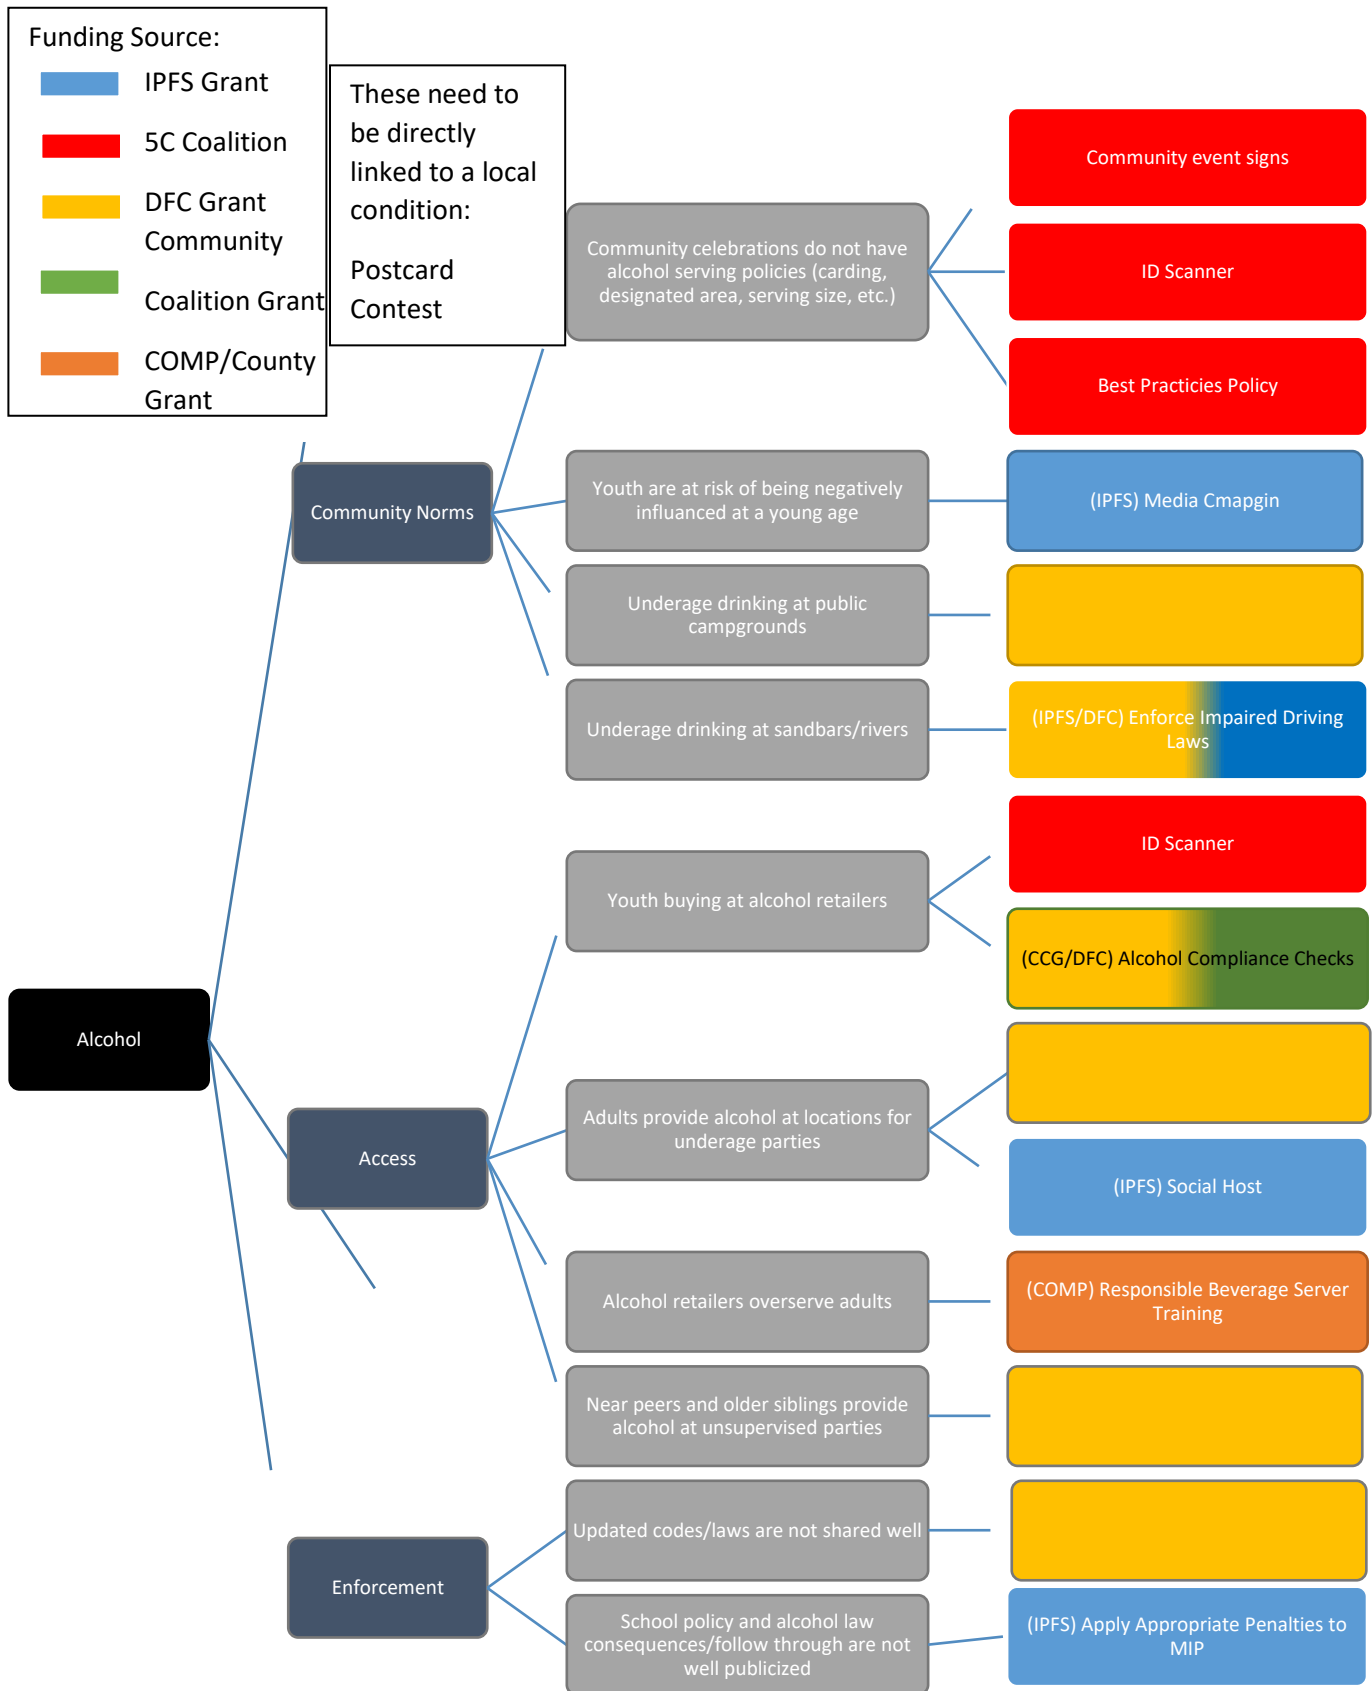 Funding Source:
IPFS Grant
5C Coalition
DFC Grant
Community
Coalition Grant
COMP/County
Grant
These need to
be directly
linked to a local
condition:
Postcard
Contest
Community event signs
Community celebrations do not have
alcohol serving policies (carding,
designated area, serving size, etc.)
ID Scanner
Best Practicies Policy
Community Norms
Youth are at risk of being negatively
influanced at a young age
(IPFS) Media Cmapgin
Underage drinking at public
campgrounds
Underage drinking at sandbars/rivers
(IPFS/DFC) Enforce Impaired Driving
Laws
Youth buying at alcohol retailers
ID Scanner
(CCG/DFC) Alcohol Compliance Checks
Alcohol
Access
Adults provide alcohol at locations for
underage parties
(IPFS) Social Host
Alcohol retailers overserve adults
(COMP) Responsible Beverage Server
Training
Near peers and older siblings provide
alcohol at unsupervised parties
Updated codes/laws are not shared well
Enforcement
School policy and alcohol law
consequences/follow through are not
well publicized
(IPFS) Apply Appropriate Penalties to
MIP